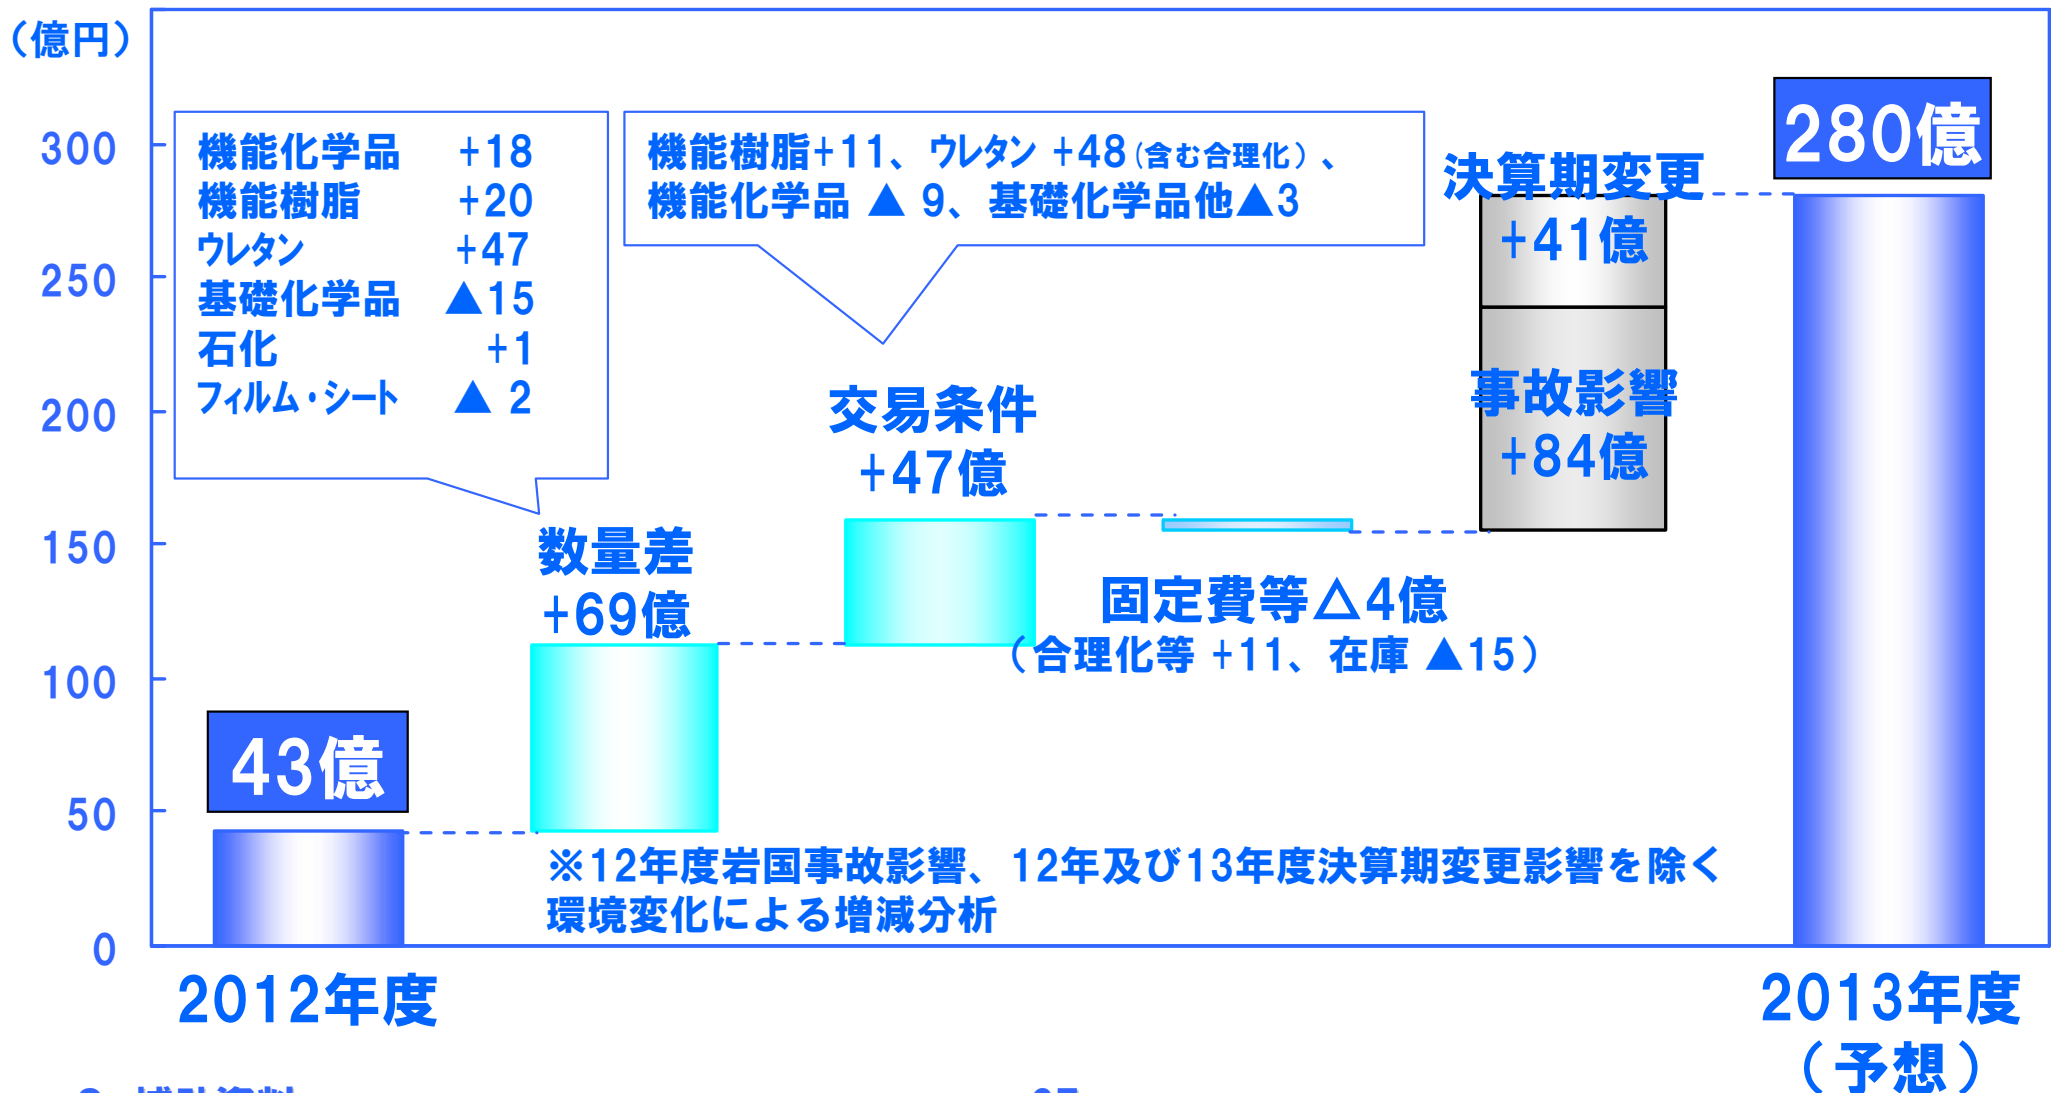 （億円）
300
250
200
150
100
50
0
機能化学品 +18
機能樹脂 +20
ウレタン +47
基礎化学品 ▲15
石化 +1
フィルム・シート ▲ 2
機能樹脂+11、ウレタン +48(含む合理化）、
機能化学品 ▲ 9、基礎化学品他▲3
43億
数量差
+69億
交易条件
+47億
固定費等△4億
（合理化等 +11、在庫 ▲15）
決算期変更
+41億
事故影響
+84億
280億
※12年度岩国事故影響、12年及び13年度決算期変更影響を除く
環境変化による増減分析
2012年度
2013年度
（予想）